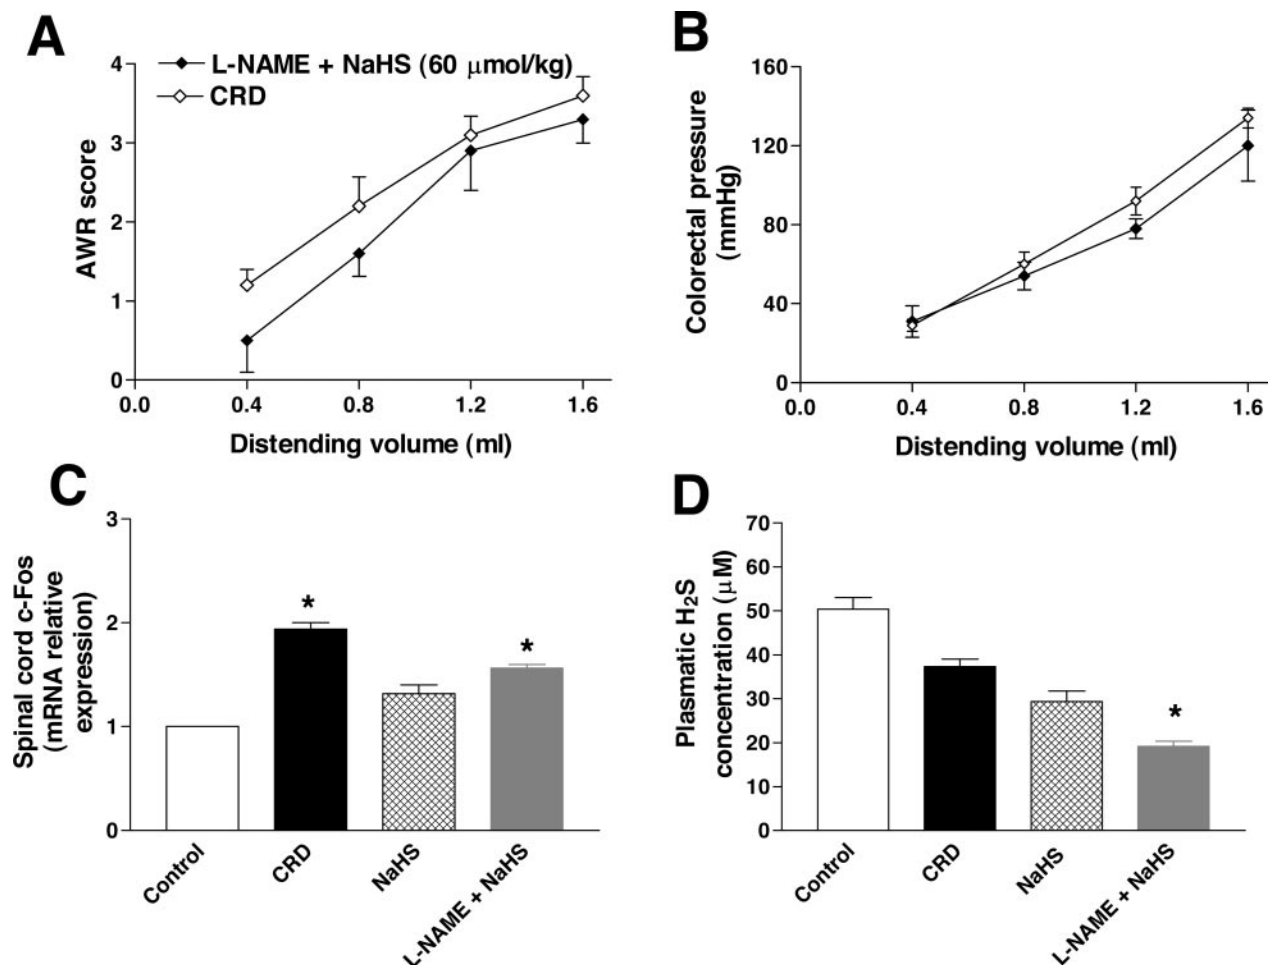 A
L-NAME + NaHS (60 μmol/kg)
CRD
AWR score
4
3
2
1
0
0.0 0.4 0.8 1.2 1.6
Distending volume (ml)
B
Colorectal pressure
(mmHg)
160
120
80
40
0
0.0 0.4 0.8 1.2 1.6
Distending volume (ml)
C
Spinal cord c-Fos
(mRNA relative
expression)
3
2
1
0
*
*
Control
CRD
NaHS
L-NAME + NaHS
D
Plasmatic H₂S
concentration (μM)
70
60
50
40
30
20
10
0
*
Control
CRD
NaHS
L-NAME + NaHS